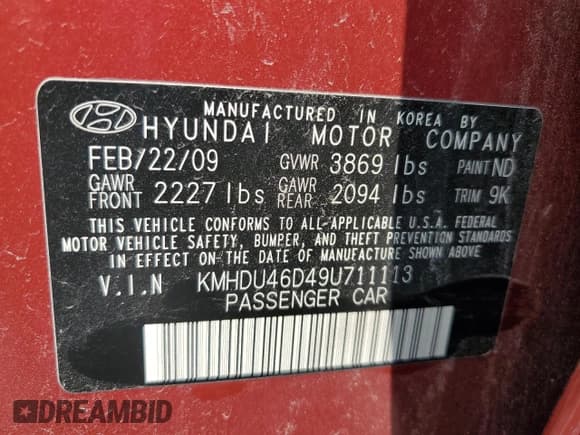 MANUFACTURED IN KOREA BY
HYUNDAI MOTOR COMPANY
FEB/22/09 GVWR 3869 lbs PAINT ND
GAWR FRONT 2227 lbs GAWR REAR 2094 lbs TRIM 9K
THIS VEHICLE CONFORMS TO ALL-APPLICABLE U.S.A. FEDERAL
MOTOR VEHICLE SAFETY, BUMPER, AND THEFT PREVENTION STANDARDS
IN EFFECT ON THE DATE OF MANUFACTURE SHOWN ABOVE.
V.I.N KMHDU46D49U711113
PASSENGER CAR
DREAMBID